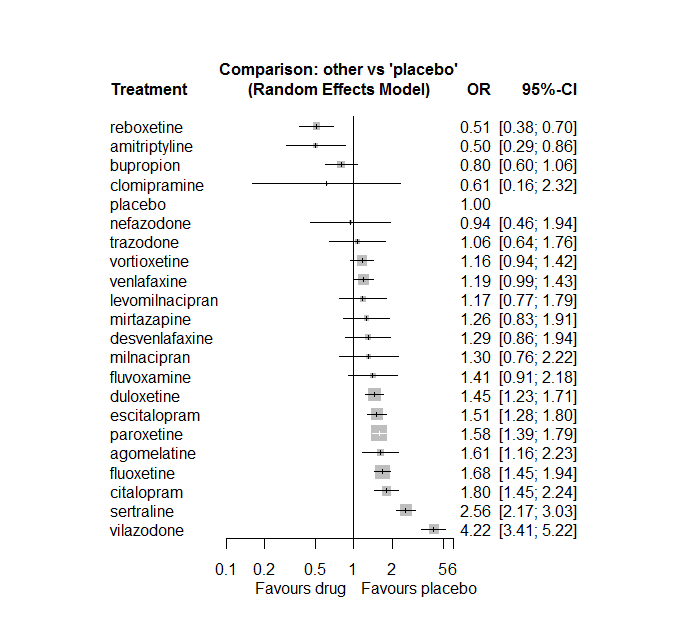 Comparison: other vs 'placebo'
Treatment (Random Effects Model) OR 95%-CI
reboxetine 0.51 [0.38; 0.70]
amitriptyline 0.50 [0.29; 0.86]
bupropion 0.80 [0.60; 1.06]
clomipramine 0.61 [0.16; 2.32]
placebo 1.00
nefazodone 0.94 [0.46; 1.94]
trazodone 1.06 [0.64; 1.76]
vortioxetine 1.16 [0.94; 1.42]
venlafaxine 1.19 [0.99; 1.43]
levomilnacipran 1.17 [0.77; 1.79]
mirtazapine 1.26 [0.83; 1.91]
desvenlafaxine 1.29 [0.86; 1.94]
milnacipran 1.30 [0.76; 2.22]
fluvoxamine 1.41 [0.91; 2.18]
duloxetine 1.45 [1.23; 1.71]
escitalopram 1.51 [1.28; 1.80]
paroxetine 1.58 [1.39; 1.79]
agomelatine 1.61 [1.16; 2.23]
fluoxetine 1.68 [1.45; 1.94]
citalopram 1.80 [1.45; 2.24]
sertraline 2.56 [2.17; 3.03]
vilazodone 4.22 [3.41; 5.22]
0.1 0.2 0.5 1 2 56
Favours drug Favours placebo